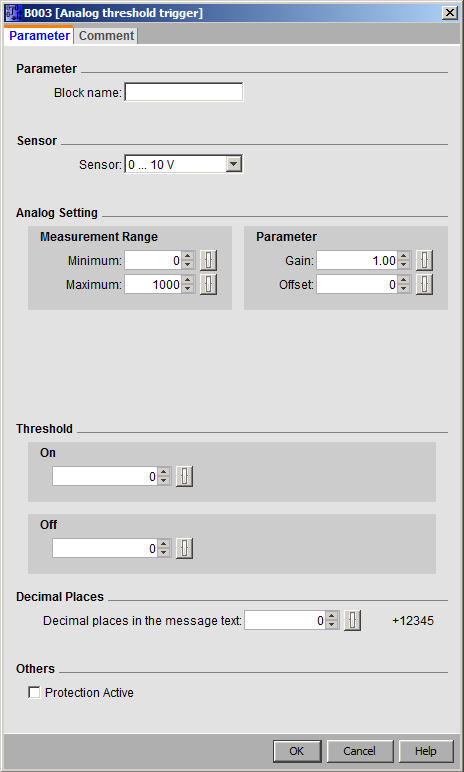 B003 [Analog threshold trigger]
Parameter Comment
Parameter
Block name:
Sensor
Sensor: 0 ... 10 V
Analog Setting
Measurement Range Parameter
Minimum: 0 Gain: 1.00
Maximum: 1000 Offset: 0
Threshold
On
0
Off
0
Decimal Places
Decimal places in the message text: 0 +12345
Others
Protection Active
OK Cancel Help